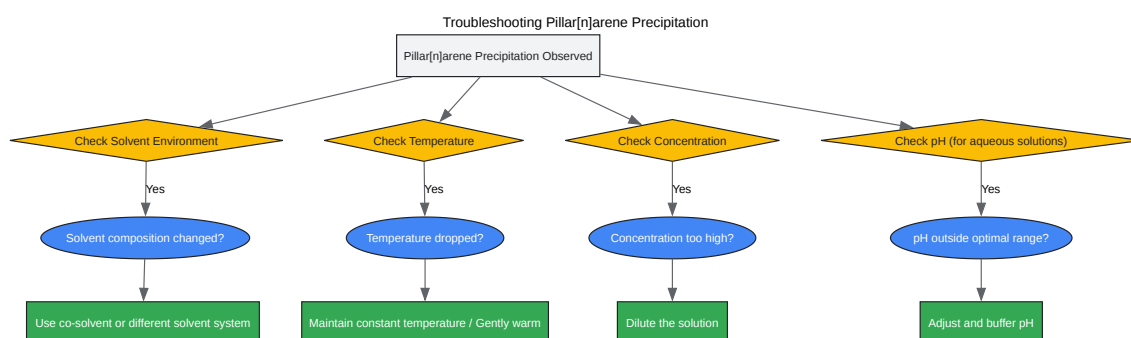 Troubleshooting Pillar[n]arene Precipitation
Pillar[n]arene Precipitation Observed
Check Solvent Environment
Check Temperature
Check Concentration
Check pH (for aqueous solutions)
Yes
Yes
Yes
Yes
Solvent composition changed?
Temperature dropped?
Concentration too high?
pH outside optimal range?
Use co-solvent or different solvent system
Maintain constant temperature / Gently warm
Dilute the solution
Adjust and buffer pH